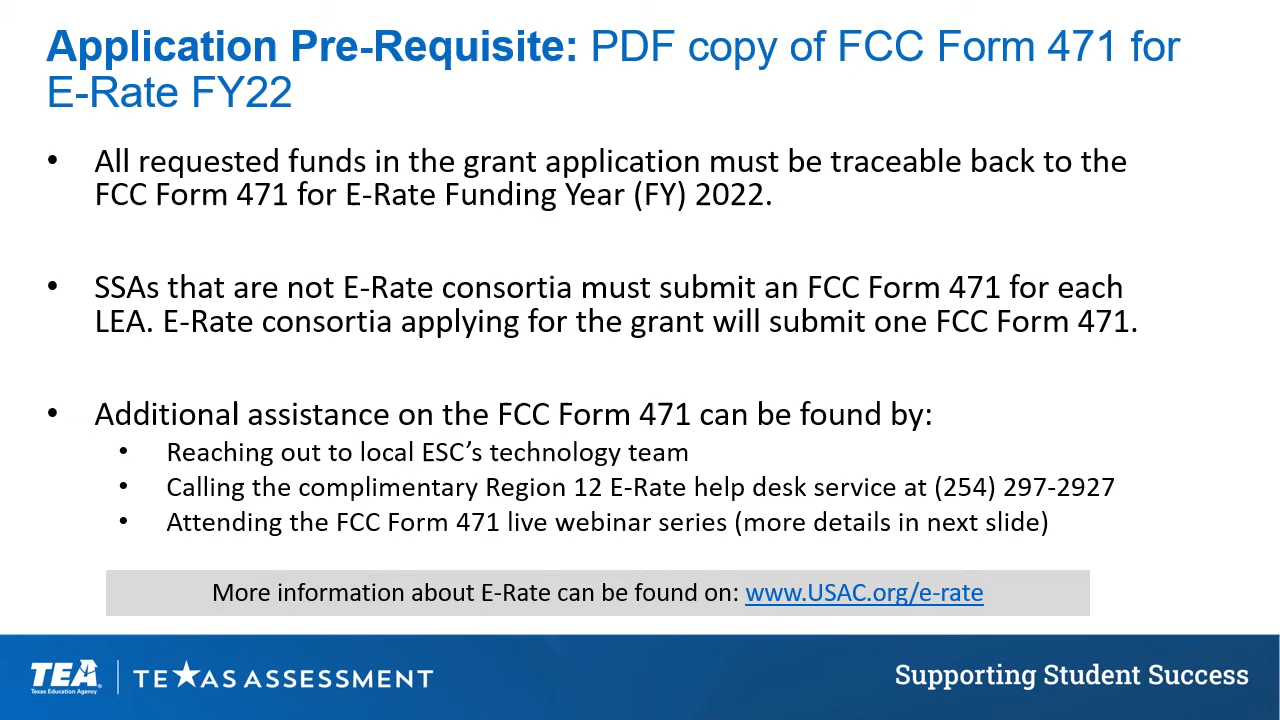 Application Pre-Requisite: PDF copy of FCC Form 471 for
E-Rate FY22
• All requested funds in the grant application must be traceable back to the
FCC Form 471 for E-Rate Funding Year (FY) 2022.
• SSAs that are not E-Rate consortia must submit an FCC Form 471 for each
LEA. E-Rate consortia applying for the grant will submit one FCC Form 471.
• Additional assistance on the FCC Form 471 can be found by:
• Reaching out to local ESC’s technology team
• Calling the complimentary Region 12 E-Rate help desk service at (254) 297-2927
• Attending the FCC Form 471 live webinar series (more details in next slide)
More information about E-Rate can be found on: www.USAC.org/e-rate
TEA
Texas Education Agency
TEXAS ASSESSMENT
Supporting Student Success